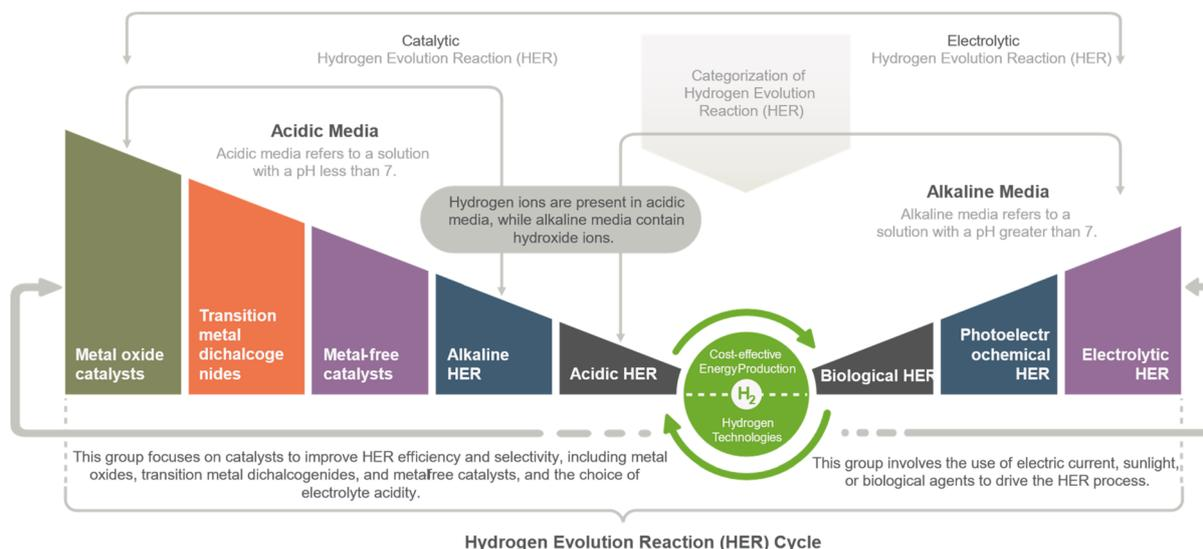 Catalytic
Hydrogen Evolution Reaction (HER)
Electrolytic
Hydrogen Evolution Reaction (HER)
Categorization of
Hydrogen Evolution
Reaction (HER)
Acidic Media
Acidic media refers to a solution
with a pH less than 7.
Hydrogen ions are present in acidic
media, while alkaline media contain
hydroxide ions.
Alkaline Media
Alkaline media refers to a
solution with a pH greater than 7.
Metal oxide
catalysts
Transition
metal
dichalcoge
nides
Metal-free
catalysts
Alkaline
HER
Acidic HER
Cost-effective
EnergyProduction
H2
Hydrogen
Technologies
Biological HER
Photoelectr
ochemical
HER
Electrolytic
HER
This group focuses on catalysts to improve HER efficiency and selectivity, including metal
oxides, transition metal dichalcogenides, and metalfree catalysts, and the choice of
electrolyte acidity.
This group involves the use of electric current, sunlight,
or biological agents to drive the HER process.
Hydrogen Evolution Reaction (HER) Cycle